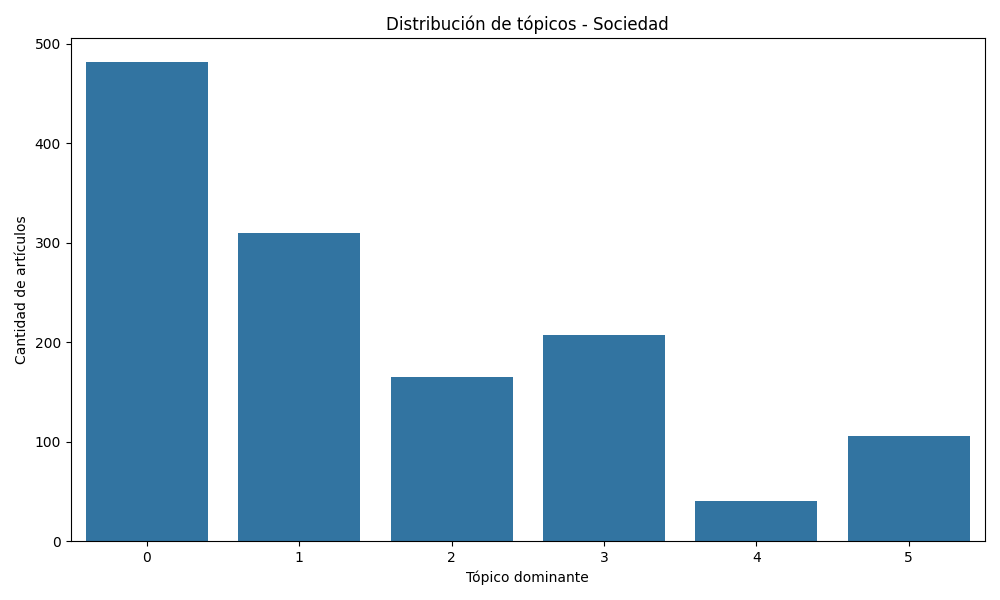 Distribución de tópicos - Sociedad
Cantidad de artículos
500
400
300
200
100
0
0 1 2 3 4 5
Tópico dominante